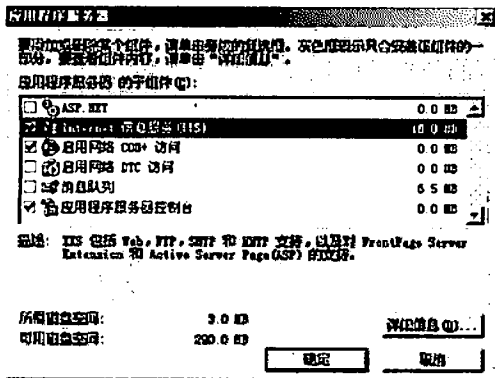 应用程序服务器
要添加或删除某个组件，请单击旁边的复选框。灰色框表示只会安装该组件的一
部分。要查看组件内容，请单击“详细信息”。
应用程序服务器 的子组件(C):
ASP.NET 0.0 MB
Internet 信息服务(IIS)
启用网络 COM+ 访问 0.0 MB
启用网络 DTC 访问 0.0 MB
消息队列 6.5 MB
应用程序服务器控制台 0.0 MB
描述: IIS 包括 Web，FTP，SMTP 和 NNTP 支持，以及对 FrontPage Server
Extension 和 Active Server Page(ASP) 的支持。
所需磁盘空间: 3.0 MB
可用磁盘空间: 290.0 MB
详细信息(D)...
确定 取消